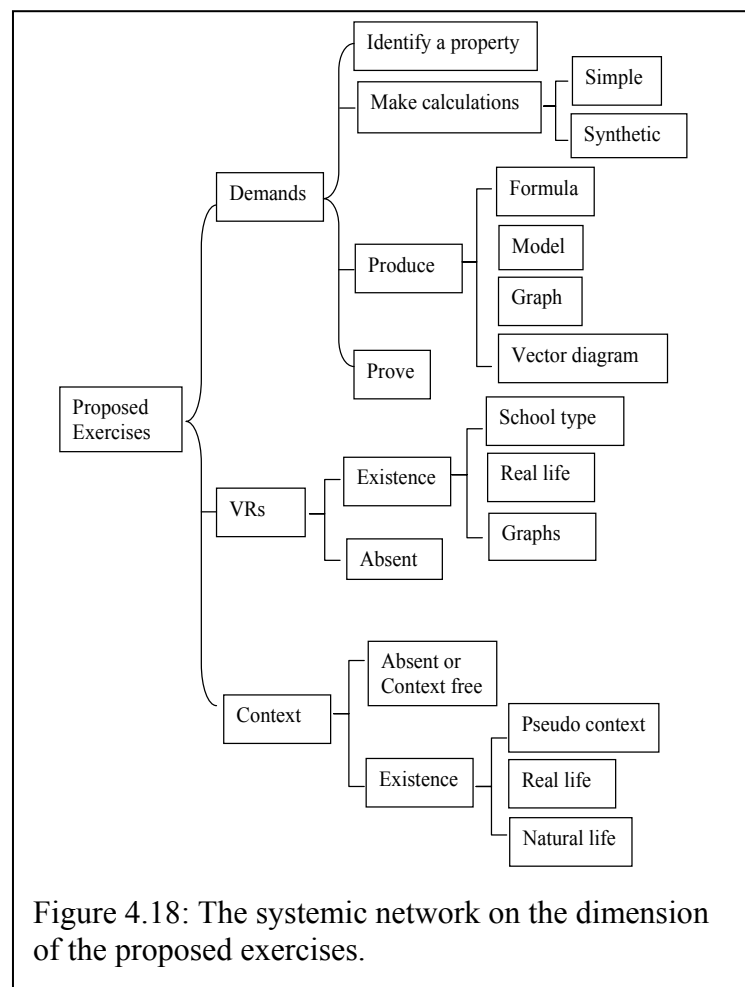 Identify a property
Make calculations
Simple
Synthetic
Demands
Formula
Produce
Model
Graph
Vector diagram
Prove
Proposed
Exercises
School type
Existence
Real life
VRs
Graphs
Absent
Absent or
Context free
Context
Pseudo context
Existence
Real life
Natural life
Figure 4.18: The systemic network on the dimension
of the proposed exercises.